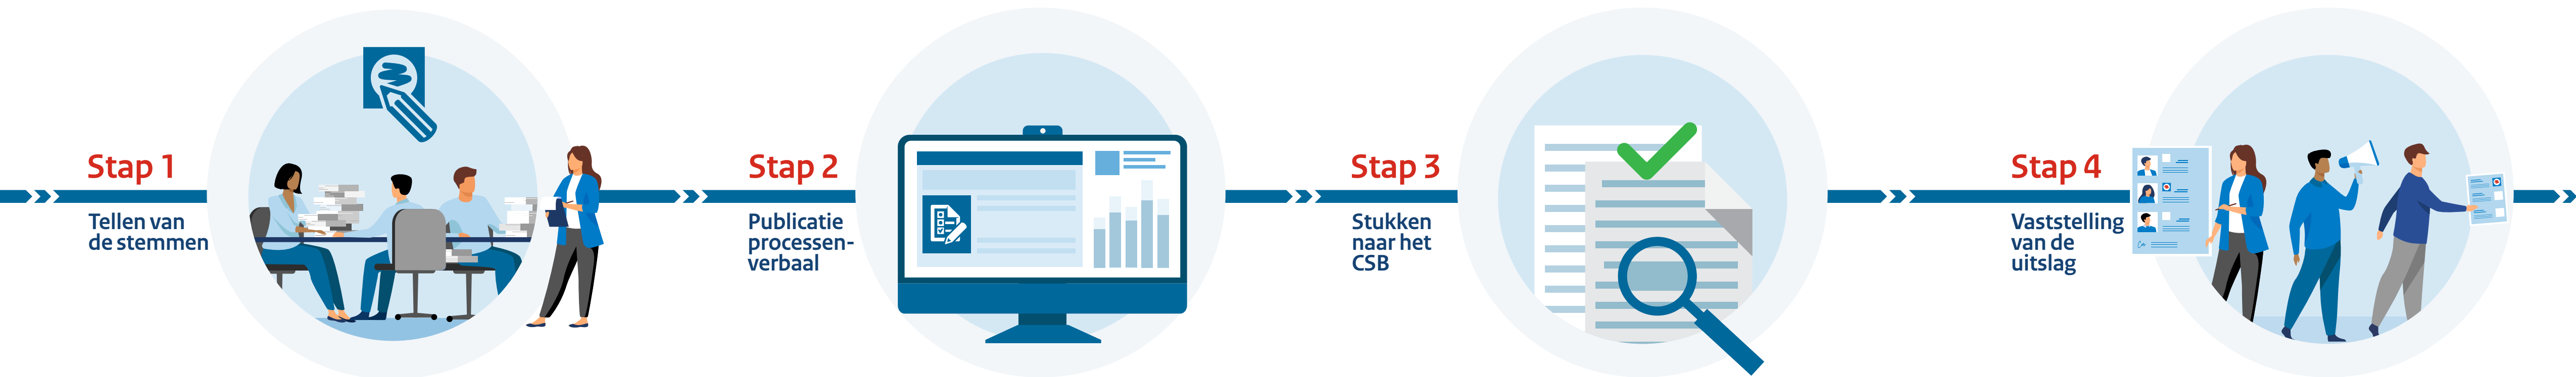 Stap 1
Tellen van
de stemmen
Stap 2
Publicatie
processen-
verbaal
Stap 3
Stukken
naar het
CSB
Stap 4
Vaststelling
van de
uitslag